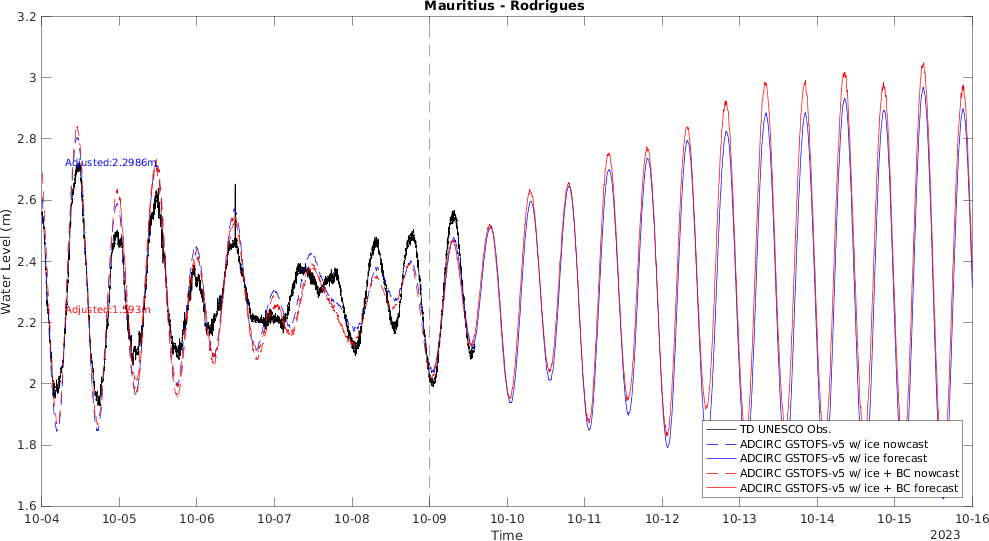 Mauritius - Rodrigues
3.2
3
2.8
2.6
2.4
2.2
2
1.8
1.6
Water Level (m)
Adjusted:2.2986m
Adjusted:1.593m
TD UNESCO Obs.
ADCIRC GSTOFS-v5 w/ ice nowcast
ADCIRC GSTOFS-v5 w/ ice forecast
ADCIRC GSTOFS-v5 w/ ice + BC nowcast
ADCIRC GSTOFS-v5 w/ ice + BC forecast
10-04 10-05 10-06 10-07 10-08 10-09 10-10 10-11 10-12 10-13 10-14 10-15 10-16
Time
2023